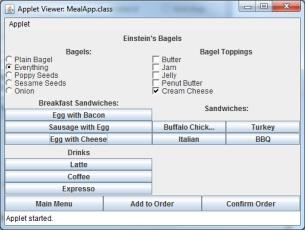 Applet Viewer: MealApp.class
Applet
Einstein's Bagels
Bagels:
Bagel Toppings
Plain Bagel
Everything
Poppy Seeds
Sesame Seeds
Onion
Butter
Jam
Jelly
Penut Butter
Cream Cheese
Breakfast Sandwiches:
Sandwiches:
Egg with Bacon
Sausage with Egg
Buffalo Chick...
Turkey
Egg with Cheese
Italian
BBQ
Drinks
Latte
Coffee
Expresso
Main Menu
Add to Order
Confirm Order
Applet started.